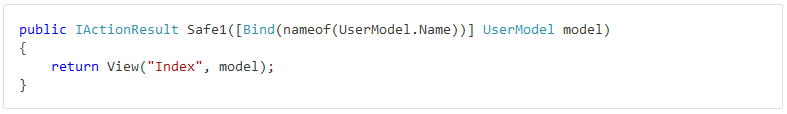 public IActionResult Safe1([Bind(nameof(UserModel.Name))] UserModel model)
{
    return View("Index", model);
}